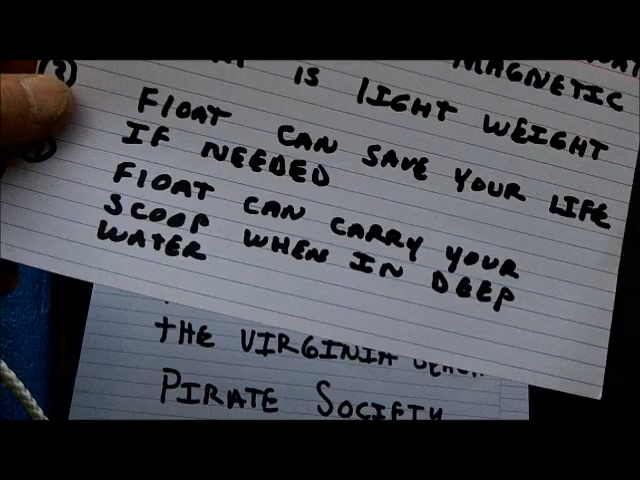 MAGNETIC
IS LIGHT WEIGHT
FLOAT CAN SAVE YOUR LIFE
IF NEEDED
FLOAT CAN CARRY YOUR
SCOOP WHEN IN DEEP
WATER
THE VIRGINIA BEACH
PIRATE SOCIETY